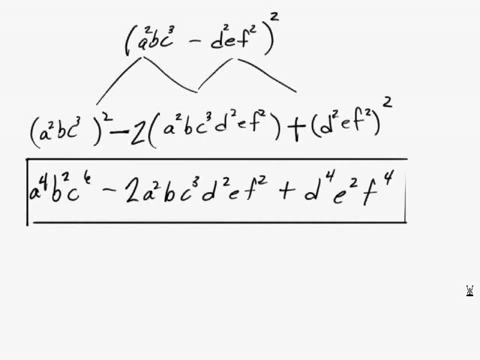 (a²bc³ - d²ef²)²
(a²bc³)² - 2(a²bc³d²ef²) + (d²ef²)²
a⁴b²c⁶ - 2a²bc³d²ef² + d⁴e²f⁴